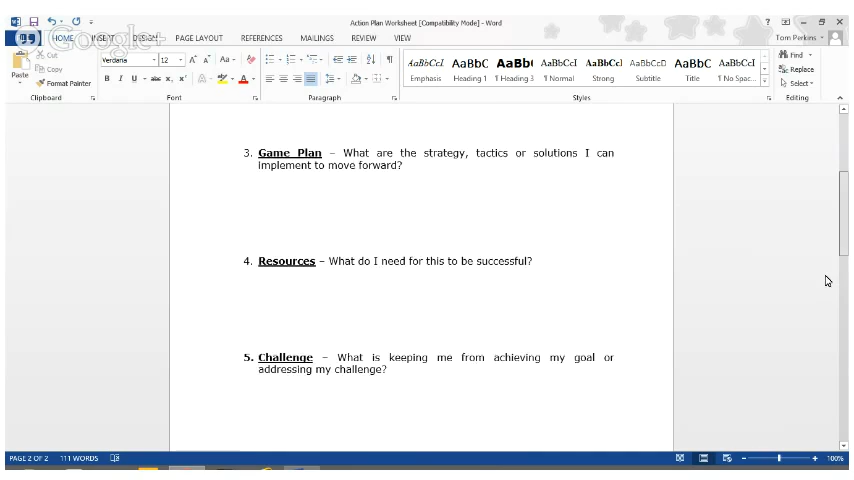 Action Plan Worksheet [Compatibility Mode] - Word
Google+
Tom Perkins
HOME INSERT DESIGN PAGE LAYOUT REFERENCES MAILINGS REVIEW VIEW
Paste
Cut
Copy
Format Painter
Clipboard
Verdana 12
Font
Paragraph
AaBbCcI AaBbC AaBb( AaBbCcI AaBbCcI AaBbCcD AaBbC AaBbCcI
Emphasis Heading 1 ¶ Heading 3 ¶ Normal Strong Subtitle Title ¶ No Spac...
Styles
Find
Replace
Select
Editing
3. Game Plan – What are the strategy, tactics or solutions I can
implement to move forward?
4. Resources – What do I need for this to be successful?
5. Challenge – What is keeping me from achieving my goal or
addressing my challenge?
PAGE 2 OF 2 111 WORDS 100%